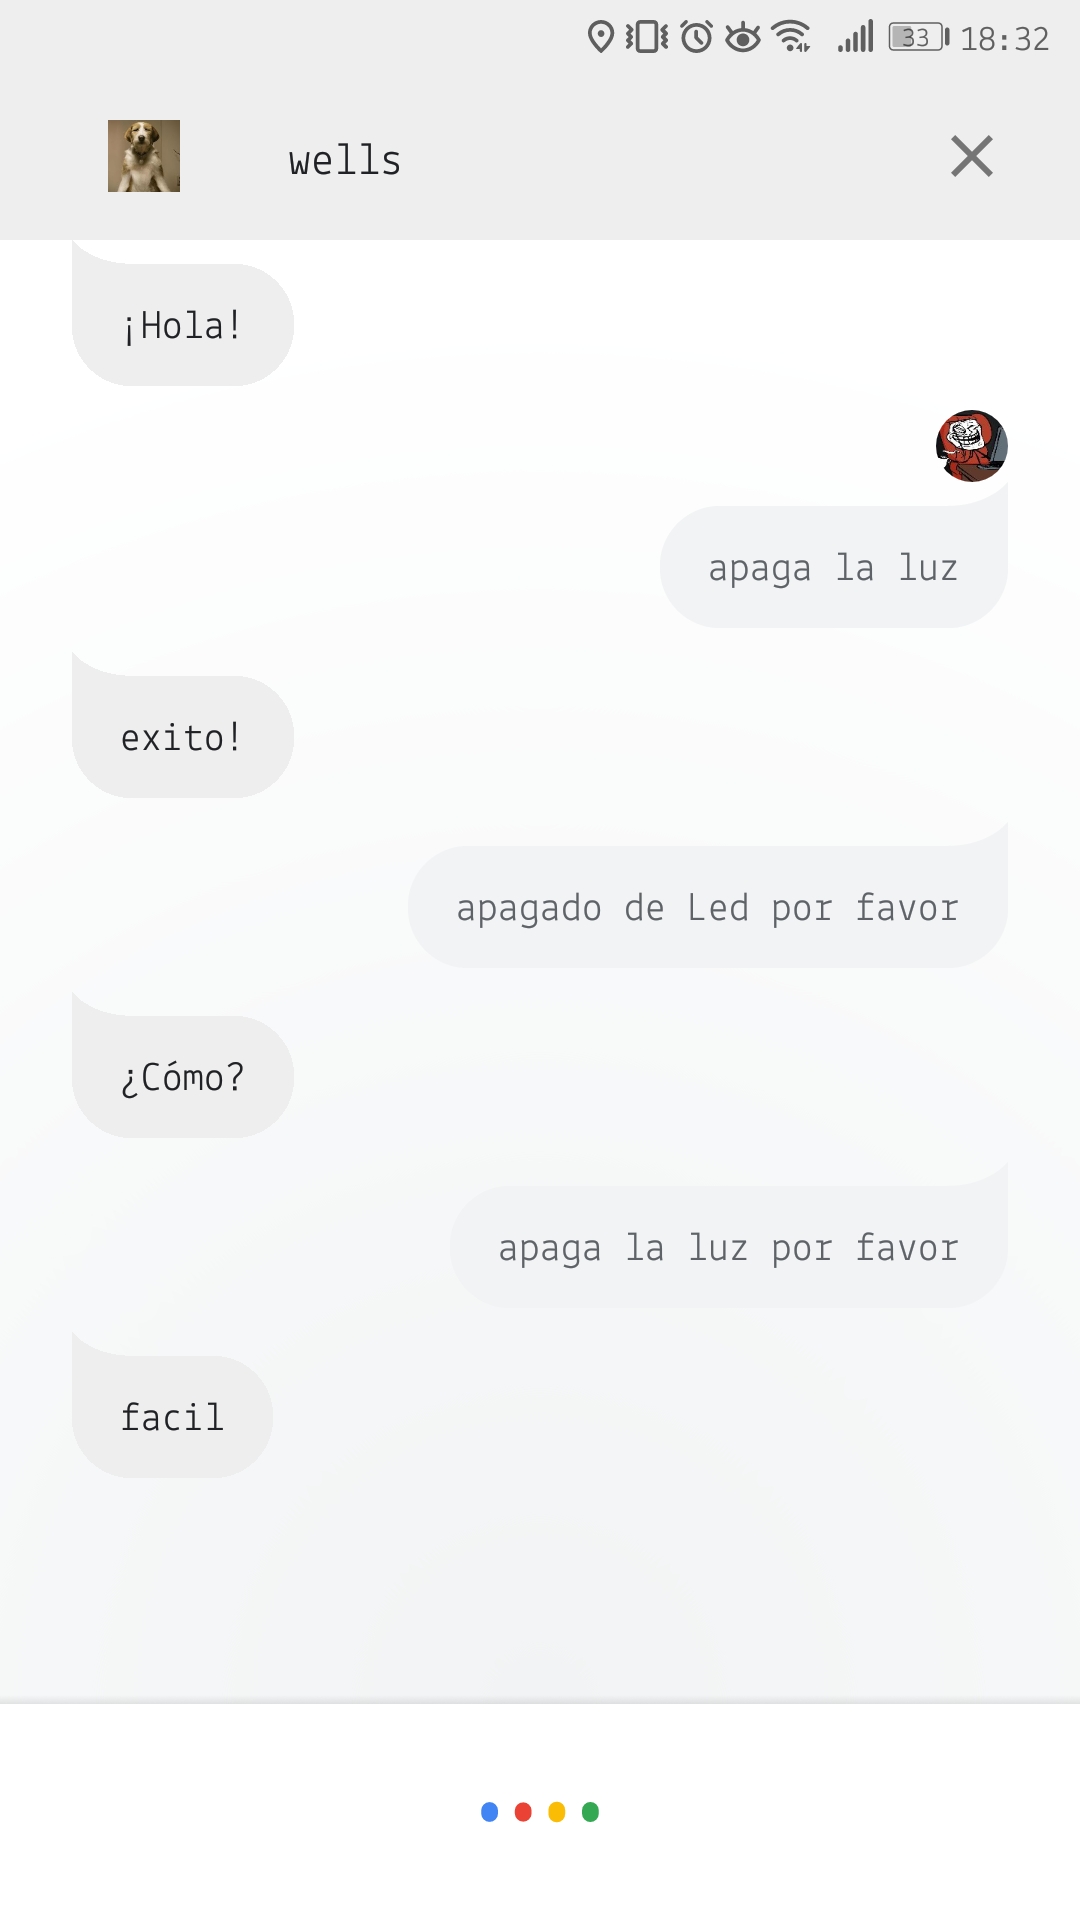 33 18:32
wells
¡Hola!
apaga la luz
exito!
apagado de Led por favor
¿Cómo?
apaga la luz por favor
facil